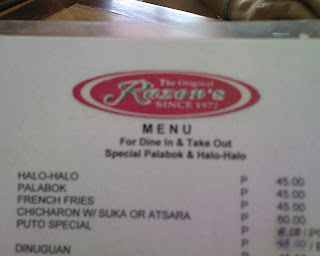 The Original
Razon's
SINCE 1972
MENU
For Dine In & Take Out
Special Palabok & Halo-Halo
HALO-HALO P 45.00
PALABOK P 45.00
FRENCH FRIES P 45.00
CHICHARON W/ SUKA OR ATSARA P 60.00
PUTO SPECIAL P
DINUGUAN P